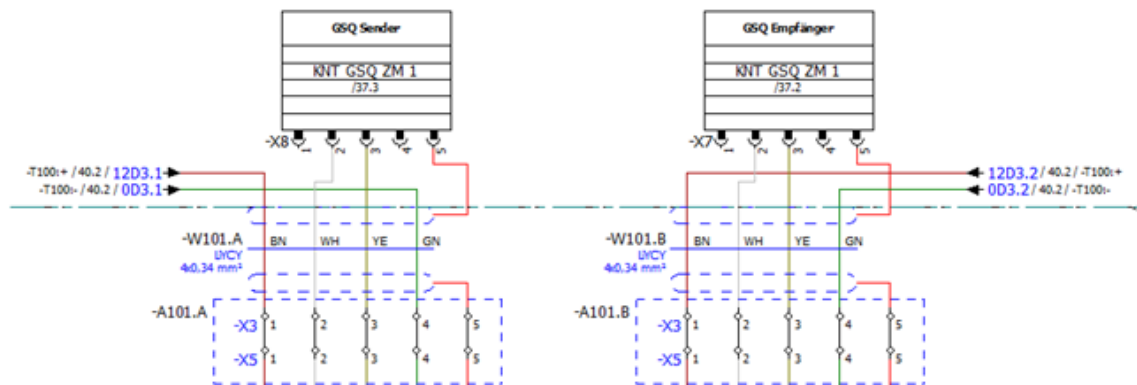 GSQ Sender
KNT GSQ ZM 1
/37.3
-X8 1 2 3 4 5
GSQ Empfänger
KNT GSQ ZM 1
/37.2
-X7 1 2 3 4 5
-T100:+ / 40.2 / 12D3.1
-T100:- / 40.2 / 0D3.1
12D3.2 / 40.2 / -T100:+
0D3.2 / 40.2 / -T100:-
-W101.A BN WH YE GN
LIYCY
4x0,34 mm²
-W101.B BN WH YE GN
LIYCY
4x0,34 mm²
-A101.A
-X3 1 2 3 4 5
-X5 1 2 3 4 5
-A101.B
-X3 1 2 3 4 5
-X5 1 2 3 4 5